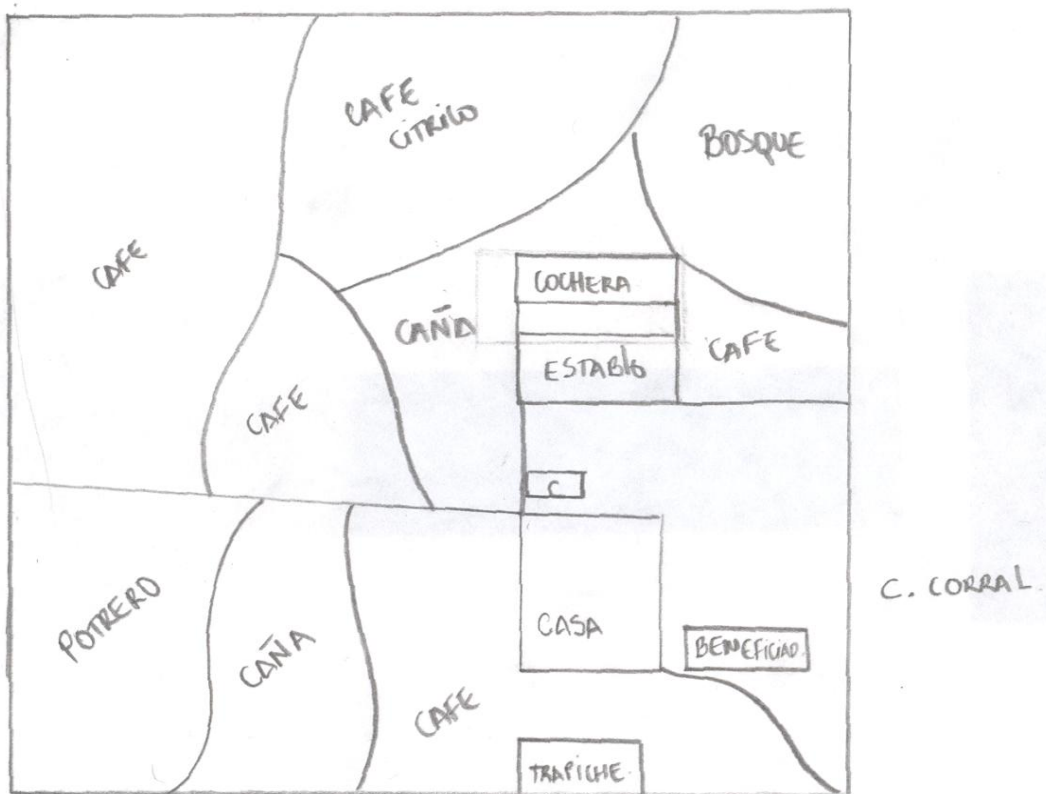 CAFE
CITRICO
BOSQUE
CAFE
COCHERA
CAÑA
ESTABLO
CAFE
CAFE
C
C. CORRAL
POTRERO
CAÑA
CASA
BENEFICIAD.
CAFE
TRAPICHE.